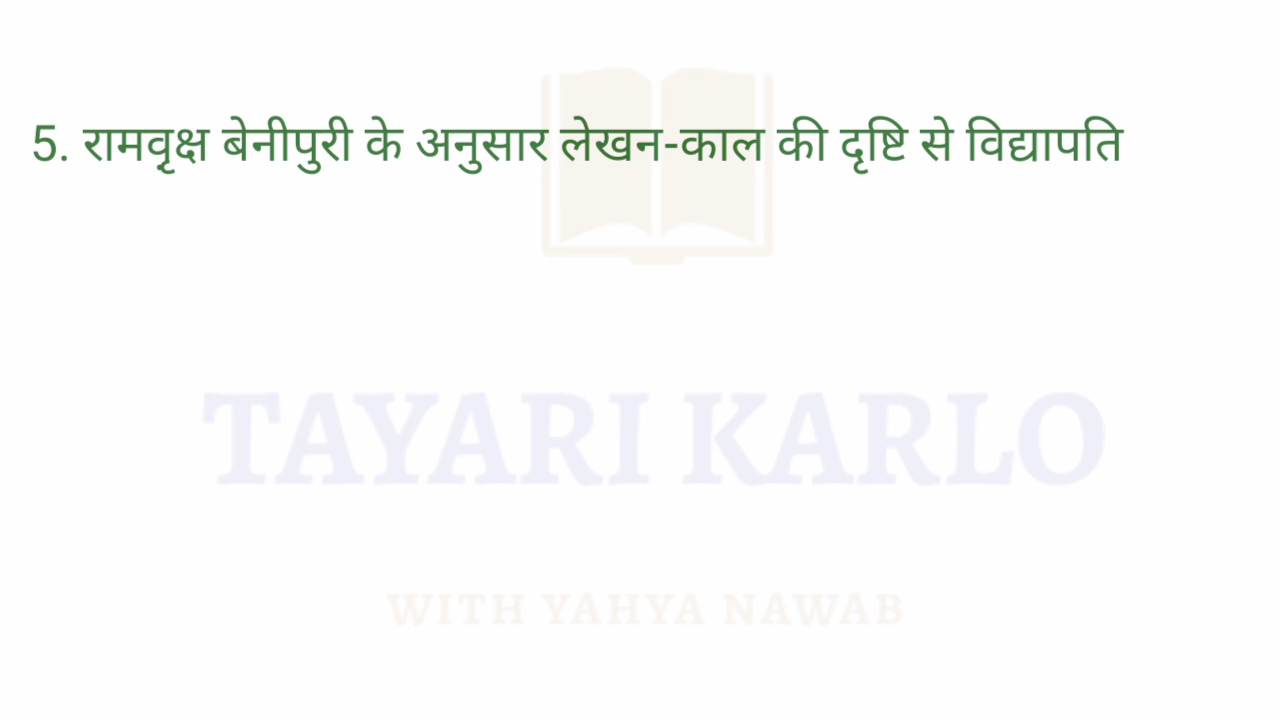 5. रामवृक्ष बेनीपुरी के अनुसार लेखन-काल की दृष्टि से विद्यापति
TAYARI KARLO
WITH YAHYA NAWAB